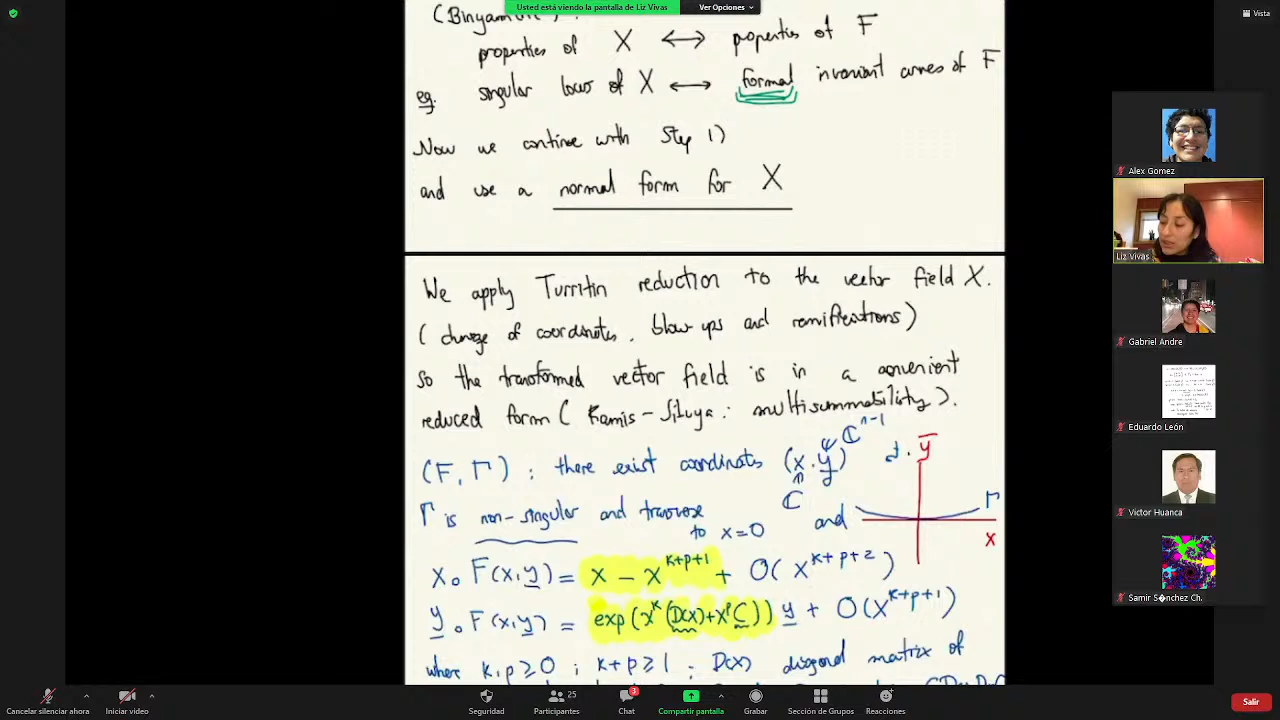 Usted está viendo la pantalla de Liz Vivas
Ver Opciones
Vista
properties of X ⟷ properties of F
eg. singular locus of X ⟷ formal invariant curves of F
Now we continue with Step 1)
and use a normal form for X
We apply Turritin reduction to the vector field X.
(change of coordinates, blow ups and ramifications)
so the transformed vector field is in a convenient
reduced form (Ramis-Sibuya: multisummability).
(F, Γ) : there exist coordinates (x, y) ℂ^{n-1}
ℂ
Γ is non-singular and transverse to x=0 and
y
Γ
x
x∘F(x,y) = x - x^{k+p+1} + O(x^{k+p+2})
y∘F(x,y) = exp(x^k(D(x)+x^p C)) y + O(x^{k+p+1})
where k,p ≥ 0 ; k+p ≥ 1 ; D(x) diagonal matrix of
Alex Gomez
Liz Vivas
Gabriel Andre
Eduardo León
Victor Huanca
Samir S�nchez Ch.
Cancelar silenciar ahora
Iniciar video
Seguridad
25
Participantes
3
Chat
Compartir pantalla
Grabar
Sección de Grupos
Reacciones
Salir